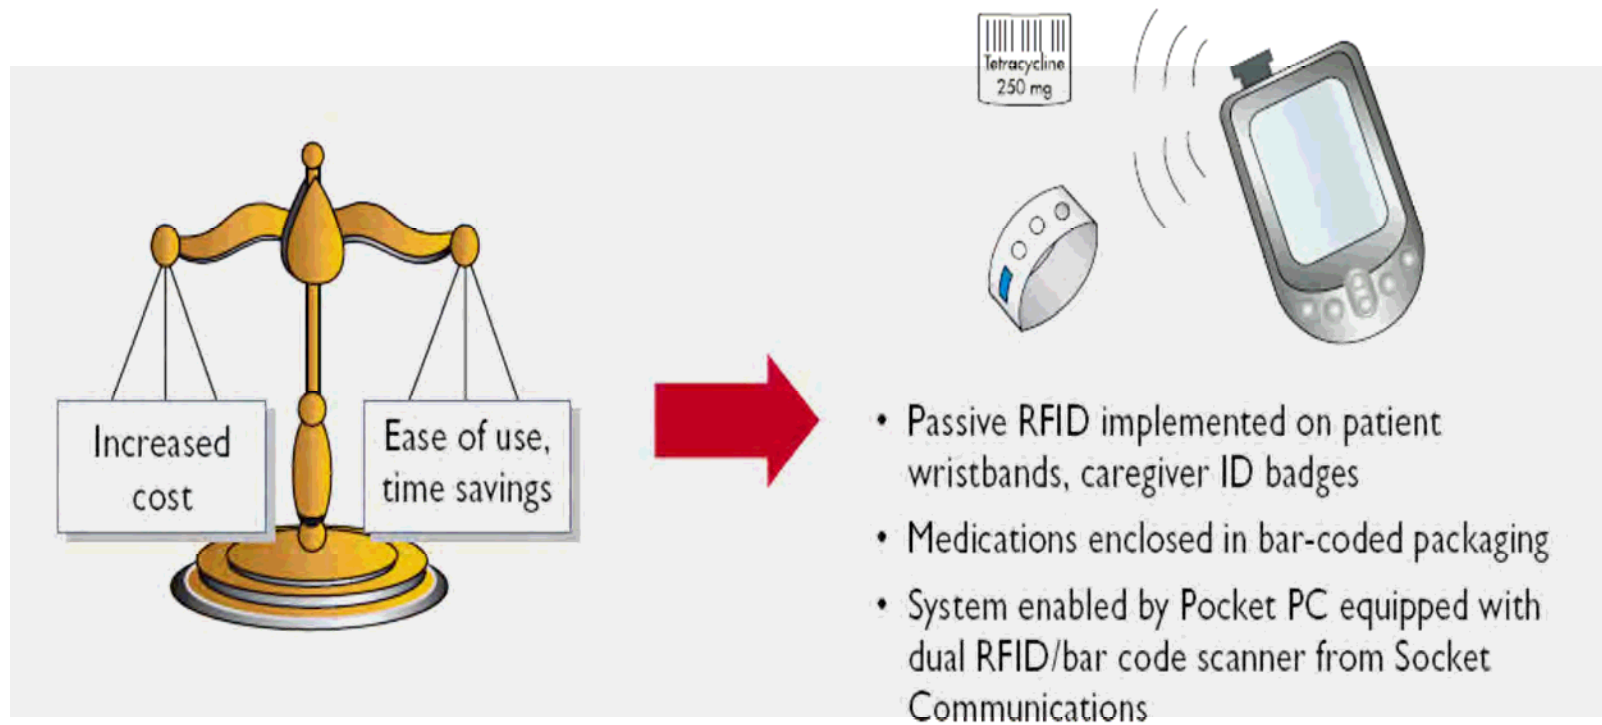 Tetracycline
250 mg
Increased
cost
Ease of use,
time savings
• Passive RFID implemented on patient
wristbands, caregiver ID badges
• Medications enclosed in bar-coded packaging
• System enabled by Pocket PC equipped with
dual RFID/bar code scanner from Socket
Communications